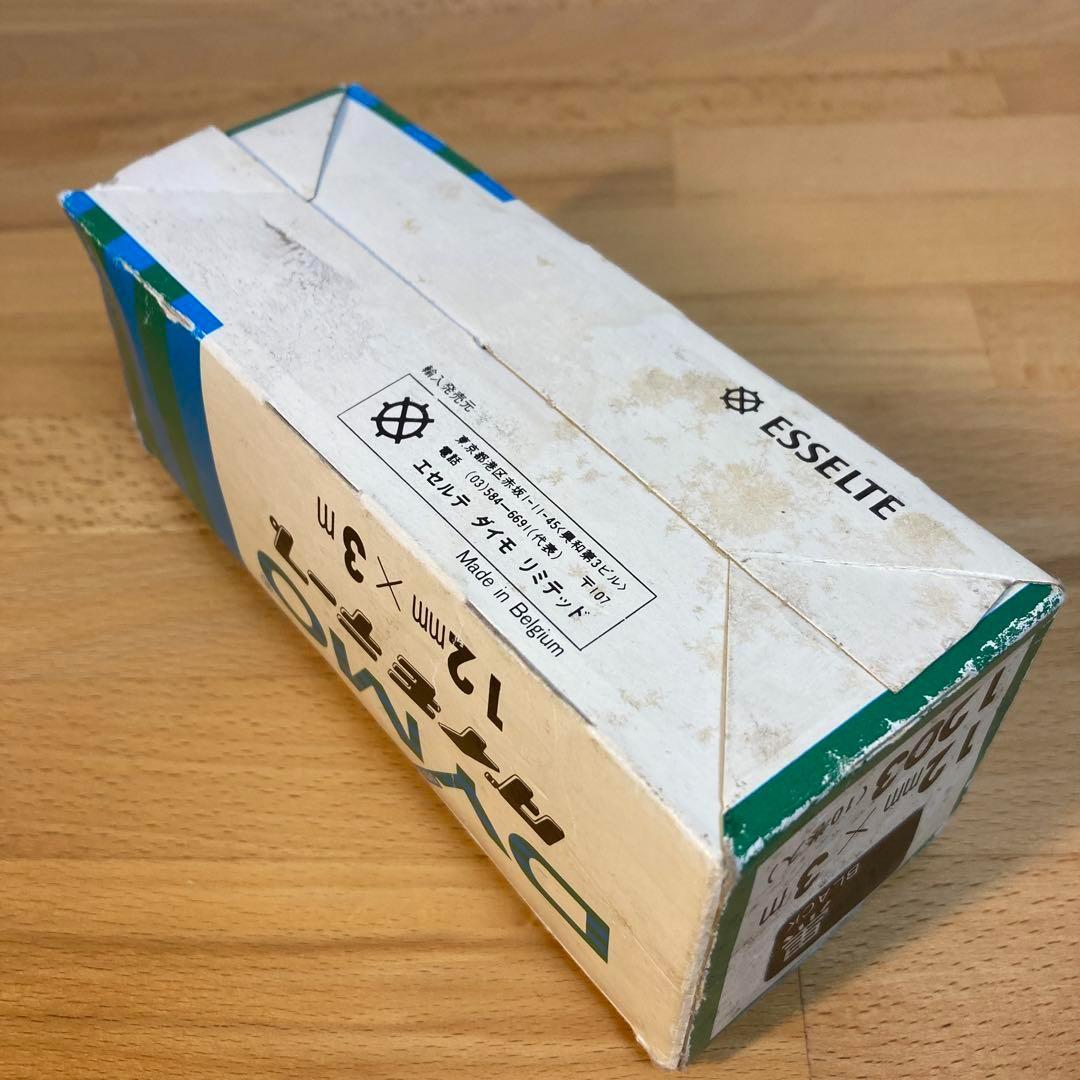 ESSELTE
輸入発売元
東京都港区赤坂1-11-45〈興和第3ビル〉
電話 (03)584—6691(代表) 〒107
エセルテ ダイモ リミテッド
Made in Belgium
DYMO
ダイモテープ
12mm × 3m
1203
12mm × 3m
(10本入)
黒
BLACK